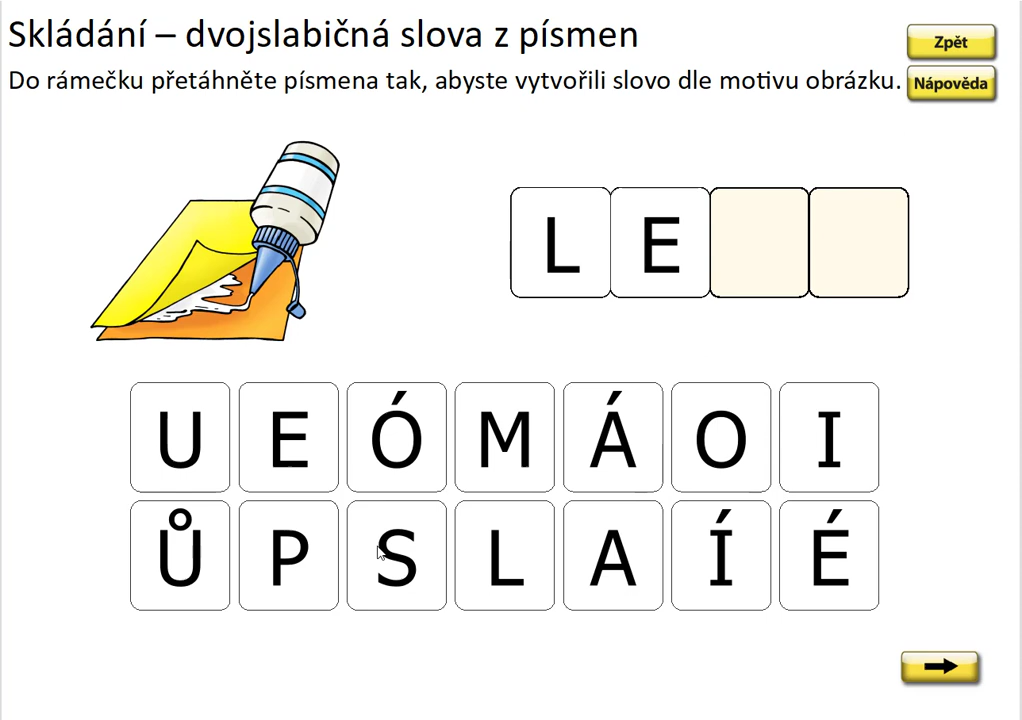 Skládání – dvojslabičná slova z písmen
Zpět
Do rámečku přetáhněte písmena tak, abyste vytvořili slovo dle motivu obrázku.
Nápověda
L E
U E Ó M Á O I
Ů P S L A Í É